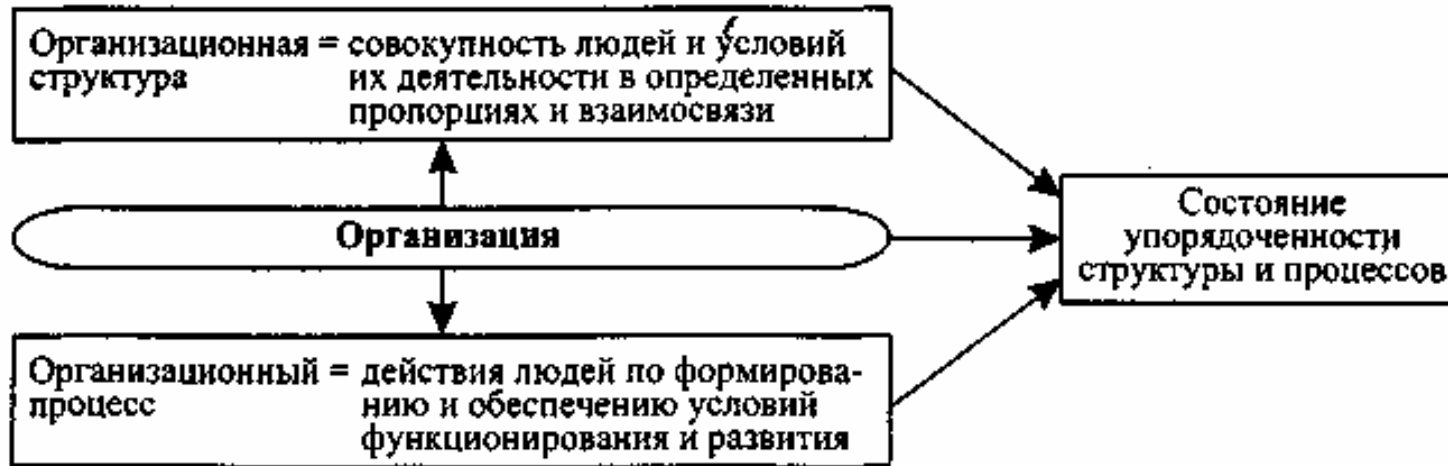 Организационная = совокупность людей и условий
структура их деятельности в определенных
пропорциях и взаимосвязи
Организация
Состояние
упорядоченности
структуры и процессов
Организационный = действия людей по формирова-
процесс нию и обеспечению условий
функционирования и развития